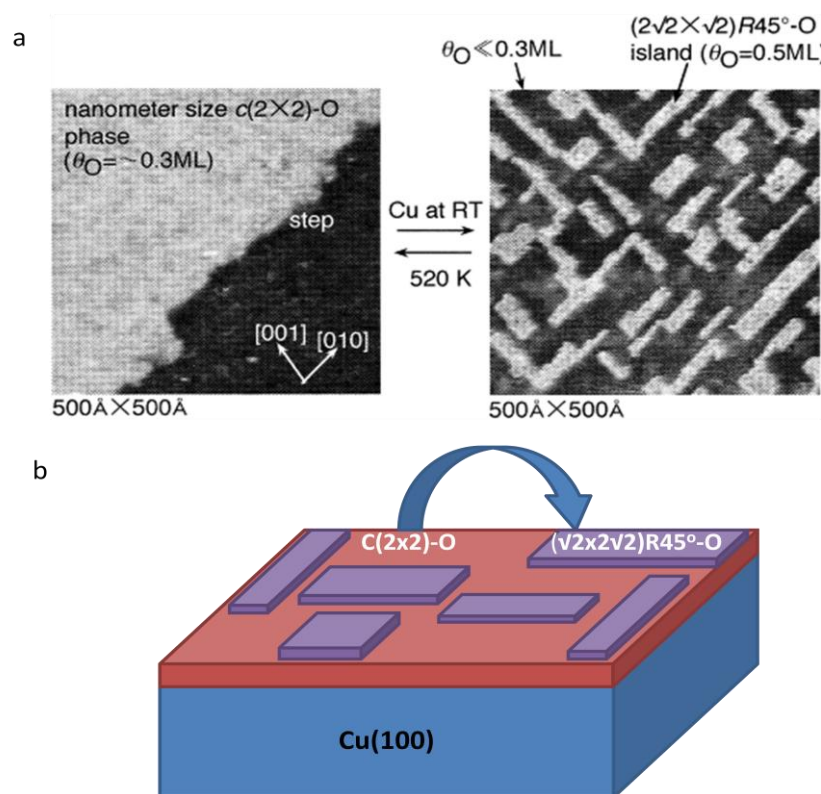 a
nanometer size c(2×2)-O
phase
(θO=~0.3ML)
step
[001]
[010]
500Å×500Å
Cu at RT
520 K
θO≪0.3ML
(2√2×√2)R45°-O
island (θO=0.5ML)
500Å×500Å
b
C(2x2)-O
(√2x2√2)R45º-O
Cu(100)